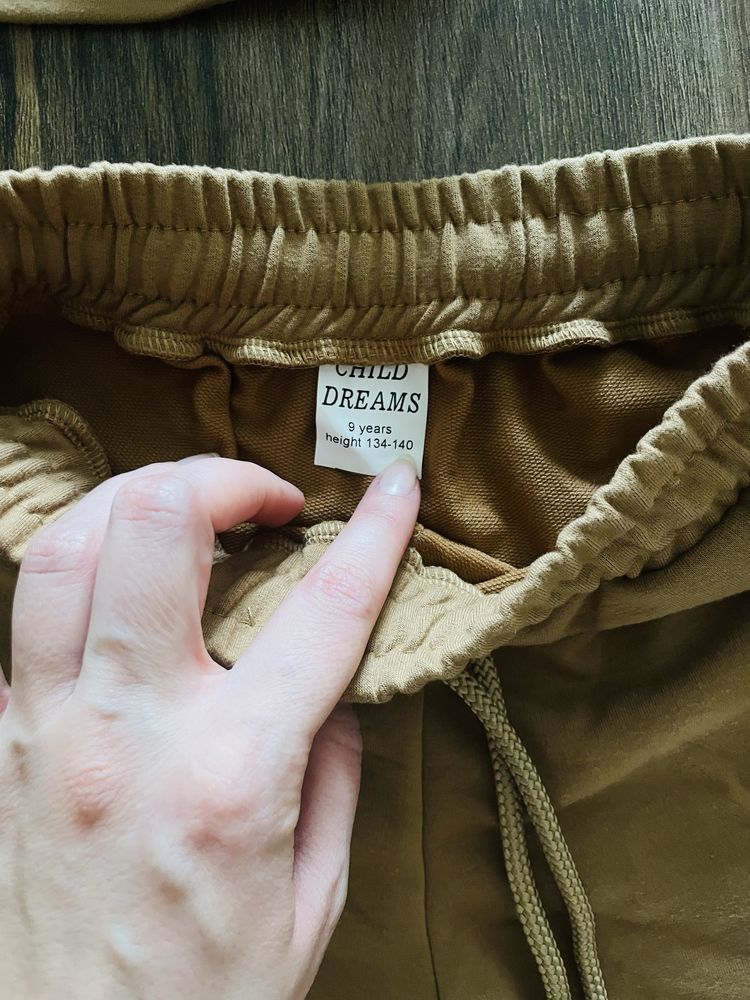 CHILD
DREAMS
9 years
height 134-140